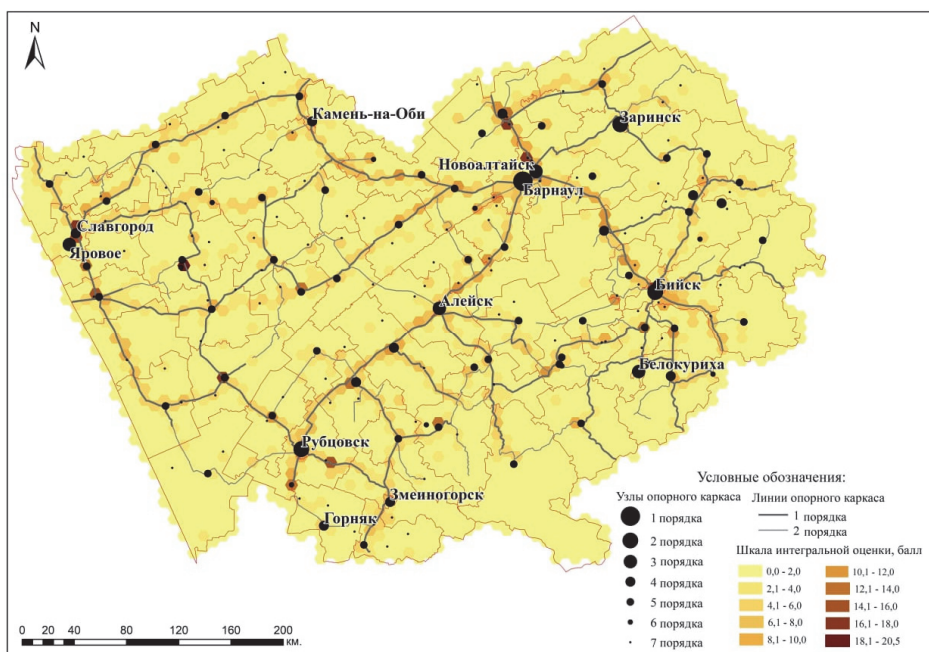 N
Камень-на-Оби
Заринск
Новоалтайск
Барнаул
Славгород
Яровое
Бийск
Алейск
Белокуриха
Рубцовск
Змеиногорск
Горняк
Условные обозначения:
Узлы опорного каркаса
1 порядка
2 порядка
3 порядка
4 порядка
5 порядка
6 порядка
7 порядка
Линии опорного каркаса
1 порядка
2 порядка
Шкала интегральной оценки, балл
0,0 - 2,0
2,1 - 4,0
4,1 - 6,0
6,1 - 8,0
8,1 - 10,0
10,1 - 12,0
12,1 - 14,0
14,1 - 16,0
16,1 - 18,0
18,1 - 20,5
0 20 40 80 120 160 200
км.